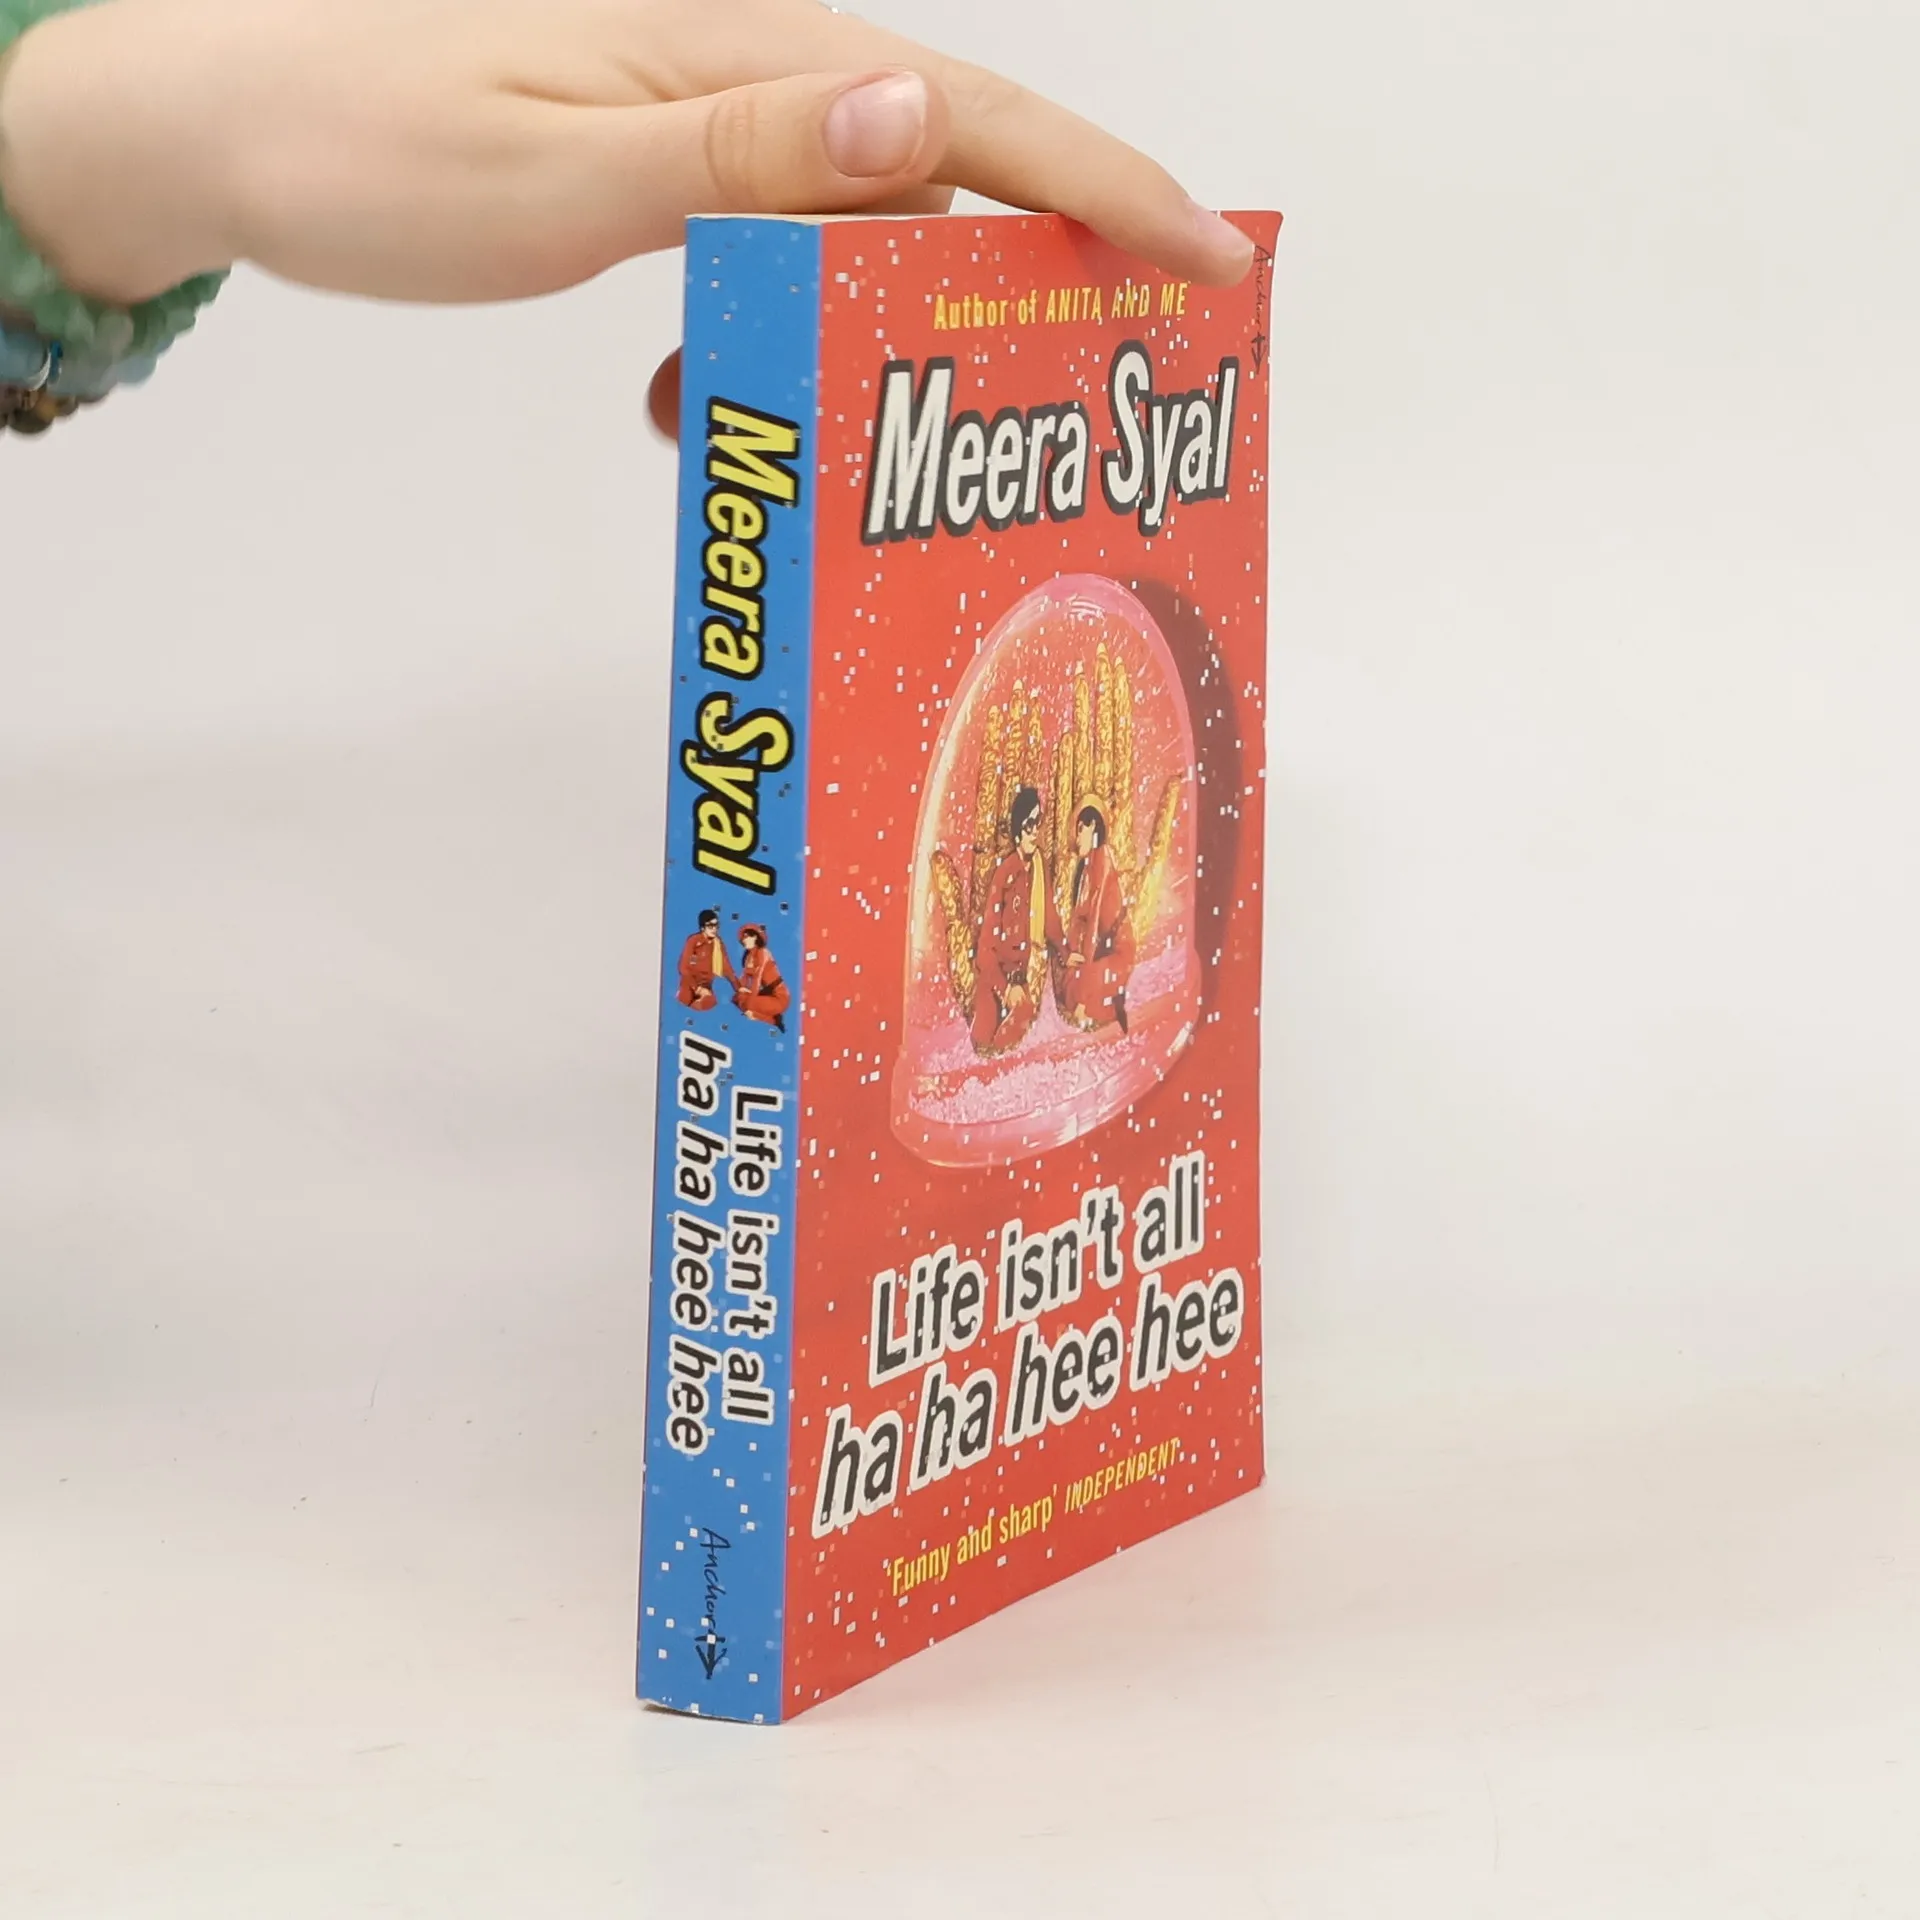 Meera Syal
Life isn't all
ha ha hee hee
Anchor
Author of ANITA AND ME
Anchor
Meera Syal
Life isn't all
ha ha hee hee
'Funny and sharp' INDEPENDENT